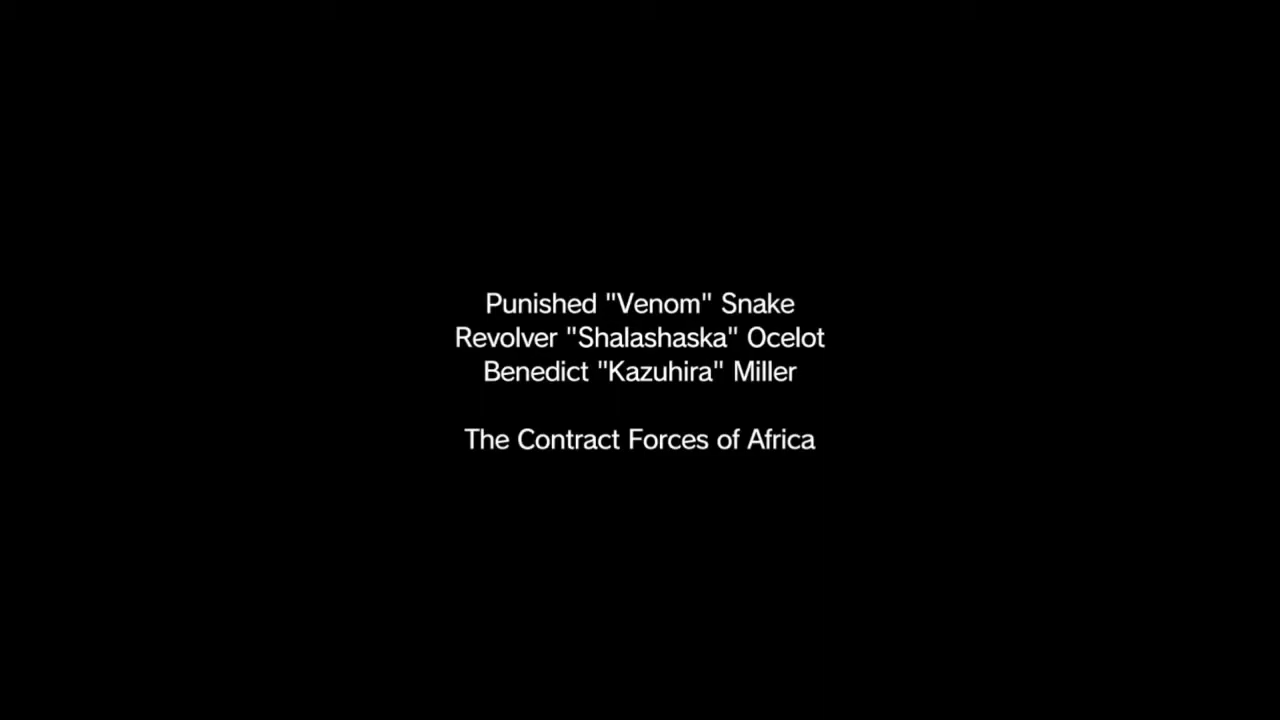 Punished "Venom" Snake
Revolver "Shalashaska" Ocelot
Benedict "Kazuhira" Miller
The Contract Forces of Africa